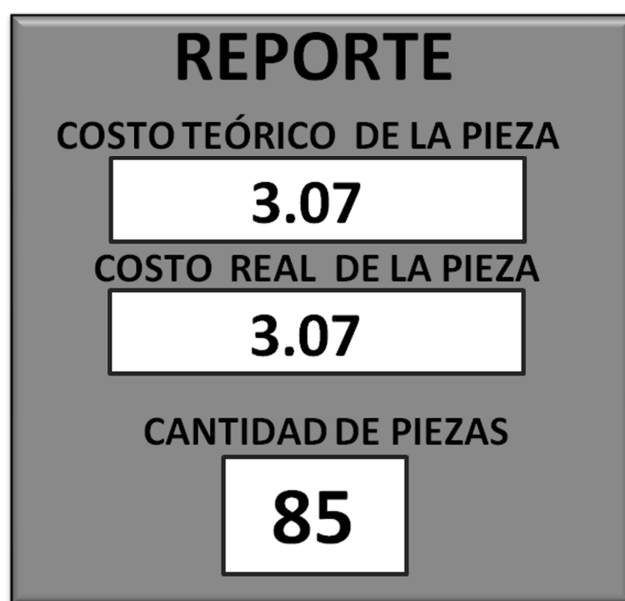 REPORTE
COSTO TEÓRICO DE LA PIEZA
3.07
COSTO REAL DE LA PIEZA
3.07
CANTIDAD DE PIEZAS
85